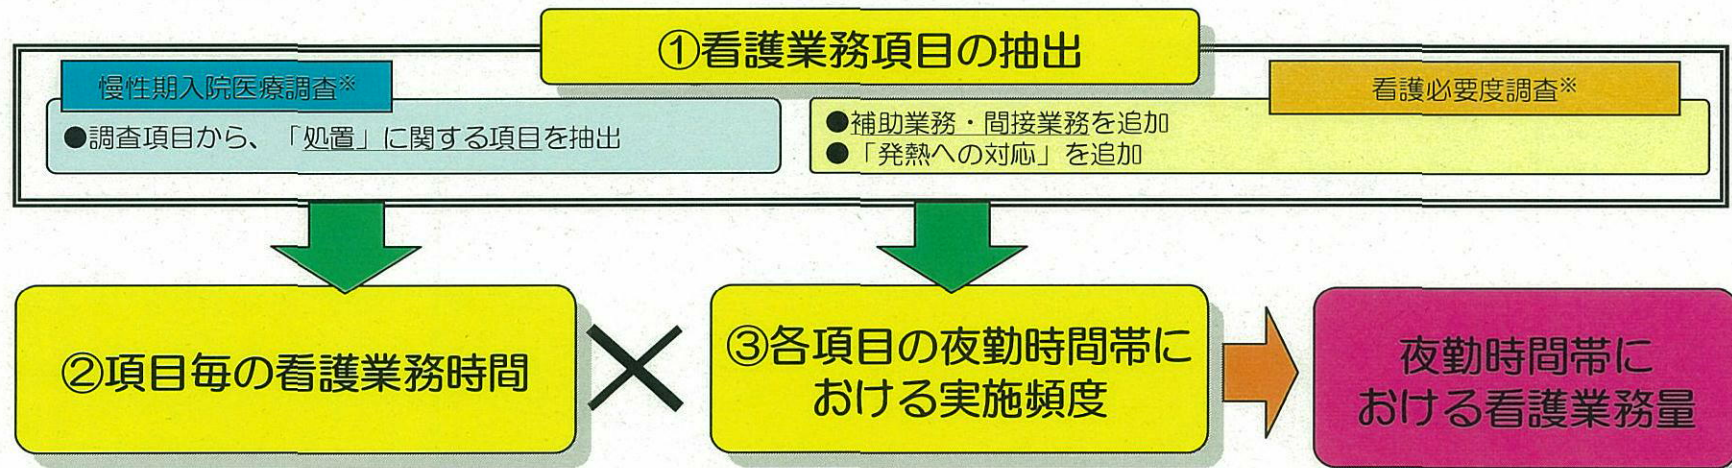 ①看護業務項目の抽出
慢性期入院医療調査※
●調査項目から、「処置」に関する項目を抽出
看護必要度調査※
●補助業務・間接業務を追加
●「発熱への対応」を追加
②項目毎の看護業務時間
×
③各項目の夜勤時間帯に
おける実施頻度
夜勤時間帯に
おける看護業務量